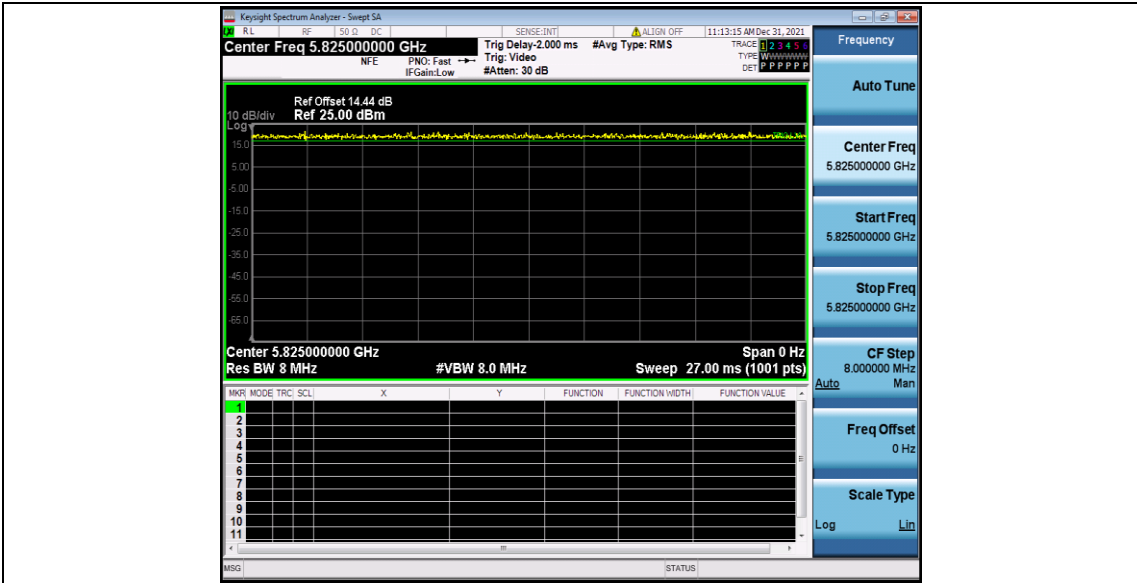 Keysight Spectrum Analyzer - Swept SA
RL RF 50 Ω DC SENSE:INT ALIGN OFF 11:13:15 AM Dec 31, 2021
Center Freq 5.825000000 GHz
NFE
PNO: Fast
IFGain:Low
Trig Delay-2.000 ms
Trig: Video
#Atten: 30 dB
#Avg Type: RMS
TRACE 1 2 3 4 5 6
TYPE WWWWWW
DET P P P P P P
Ref Offset 14.44 dB
10 dB/div Ref 25.00 dBm
Log
15.0
5.00
-5.00
-15.0
-25.0
-35.0
-45.0
-55.0
-65.0
Center 5.825000000 GHz Span 0 Hz
Res BW 8 MHz #VBW 8.0 MHz Sweep 27.00 ms (1001 pts)
MKR MODE TRC SCL X Y FUNCTION FUNCTION WIDTH FUNCTION VALUE
1
2
3
4
5
6
7
8
9
10
11
MSG STATUS
Frequency
Auto Tune
Center Freq
5.825000000 GHz
Start Freq
5.825000000 GHz
Stop Freq
5.825000000 GHz
CF Step
8.000000 MHz
Auto Man
Freq Offset
0 Hz
Scale Type
Log Lin